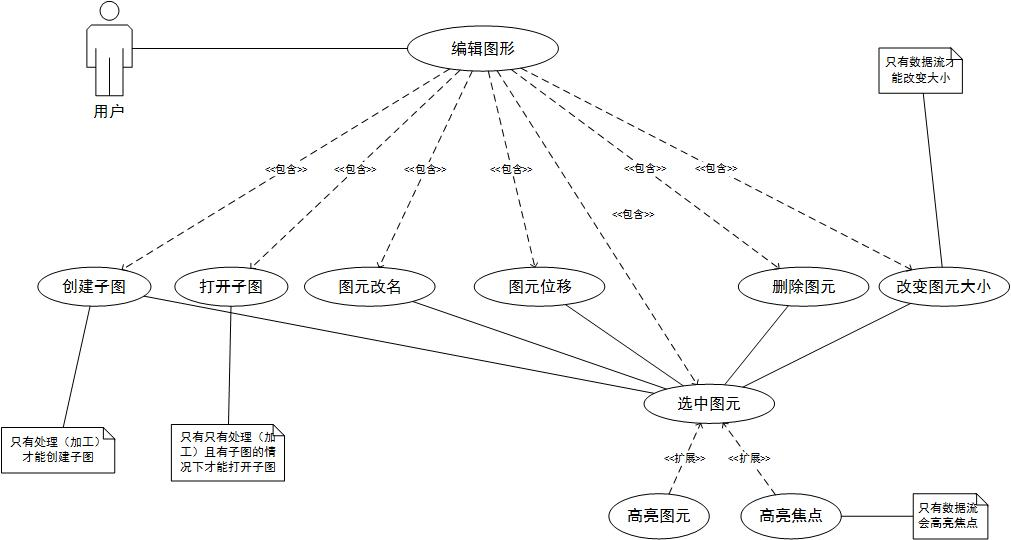 编辑图形
只有数据流才
能改变大小
用户
<<包含>>
<<包含>>
<<包含>>
<<包含>>
<<包含>>
<<包含>>
<<包含>>
创建子图
打开子图
图元改名
图元位移
删除图元
改变图元大小
选中图元
只有处理（加工）
才能创建子图
只有只有处理（加
工）且有子图的情
况下才能打开子图
<<扩展>>
<<扩展>>
高亮图元
高亮焦点
只有数据流
会高亮焦点